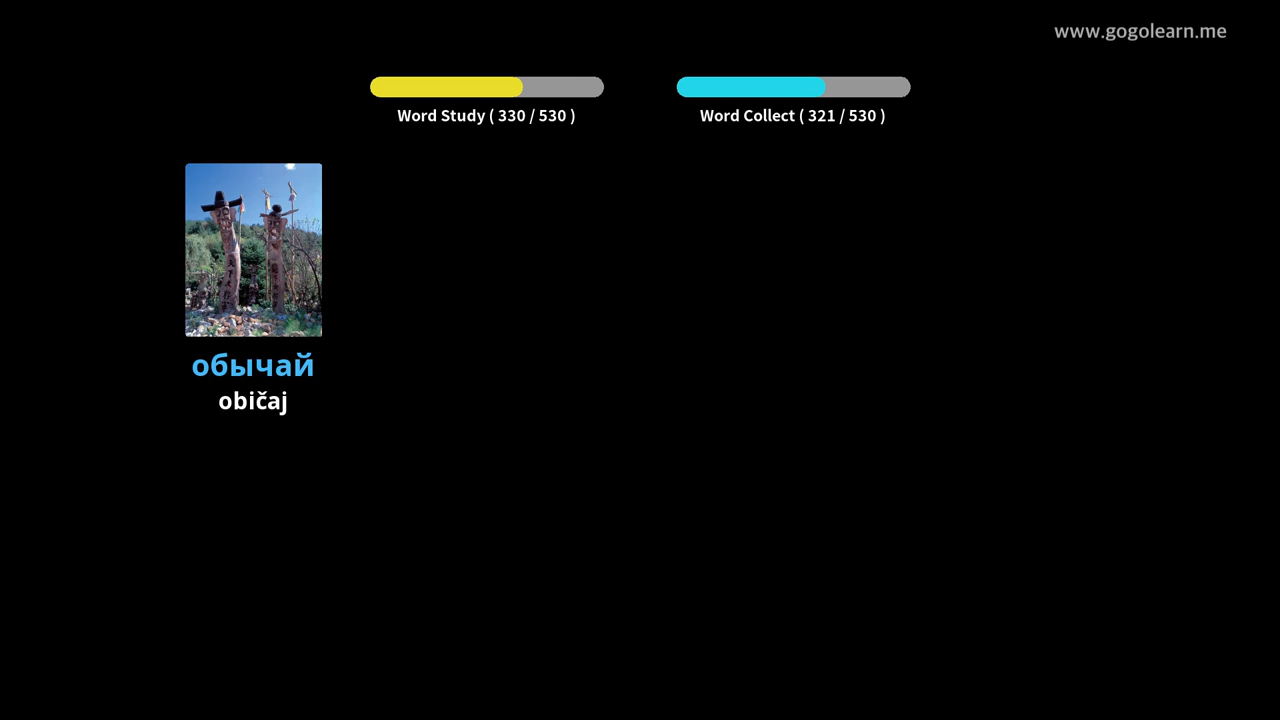 www.gogolearn.me
Word Study ( 330 / 530 )
Word Collect ( 321 / 530 )
обычай
običaj